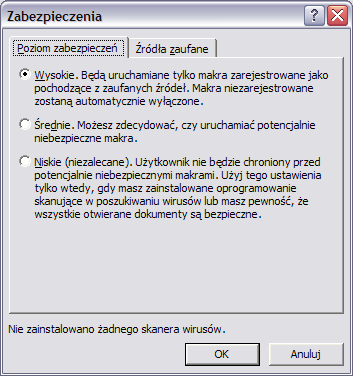 Zabezpieczenia
Poziom zabezpieczeń
Źródła zaufane
Wysokie. Będą uruchamiane tylko makra zarejestrowane jako
pochodzące z zaufanych źródeł. Makra niezarejestrowane
zostaną automatycznie wyłączone.
Średnie. Możesz zdecydować, czy uruchamiać potencjalnie
niebezpieczne makra.
Niskie (niezalecane). Użytkownik nie będzie chroniony przed
potencjalnie niebezpiecznymi makrami. Użyj tego ustawienia
tylko wtedy, gdy masz zainstalowane oprogramowanie
skanujące w poszukiwaniu wirusów lub masz pewność, że
wszystkie otwierane dokumenty są bezpieczne.
Nie zainstalowano żadnego skanera wirusów.
OK
Anuluj